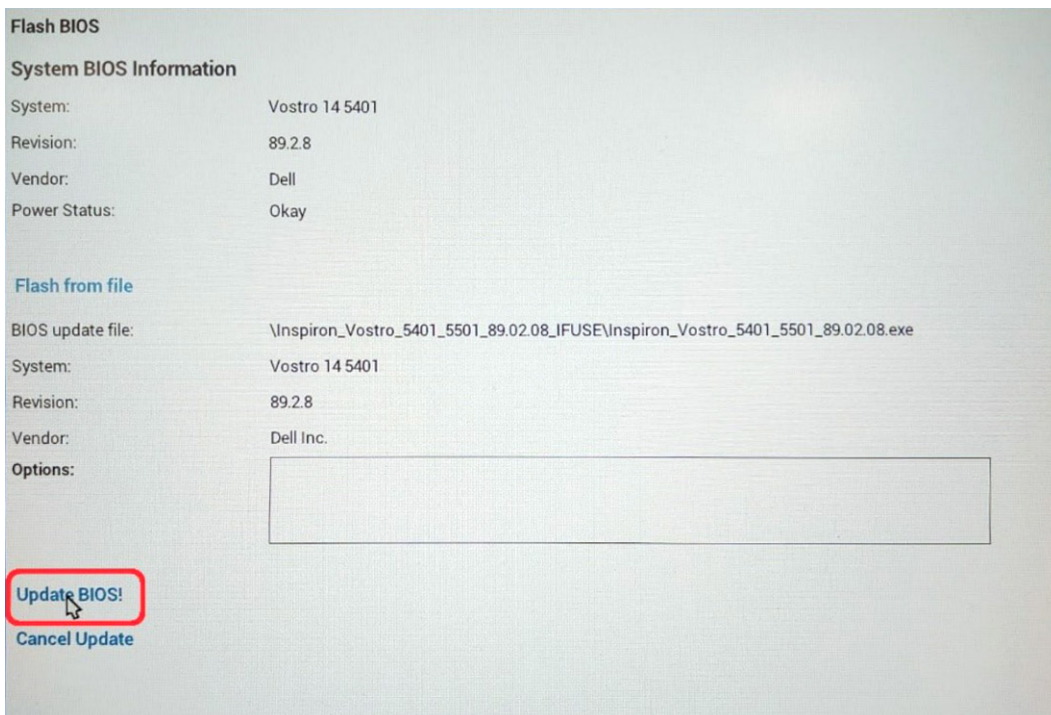 Flash BIOS
System BIOS Information
System: Vostro 14 5401
Revision: 89.2.8
Vendor: Dell
Power Status: Okay
Flash from file
BIOS update file: \Inspiron_Vostro_5401_5501_89.02.08_IFUSE\Inspiron_Vostro_5401_5501_89.02.08.exe
System: Vostro 14 5401
Revision: 89.2.8
Vendor: Dell Inc.
Options:
Update BIOS!
Cancel Update